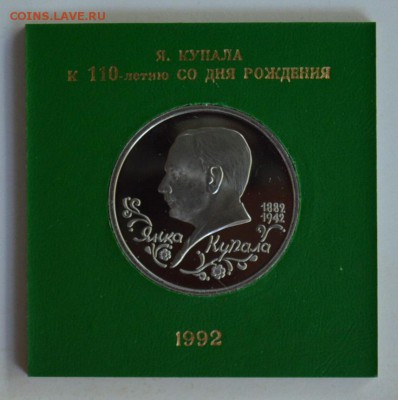 COINS.LAVE.RU
Я. КУПАЛА
К 110-летию СО ДНЯ РОЖДЕНИЯ
1882
1942
Янка
Купала
1992